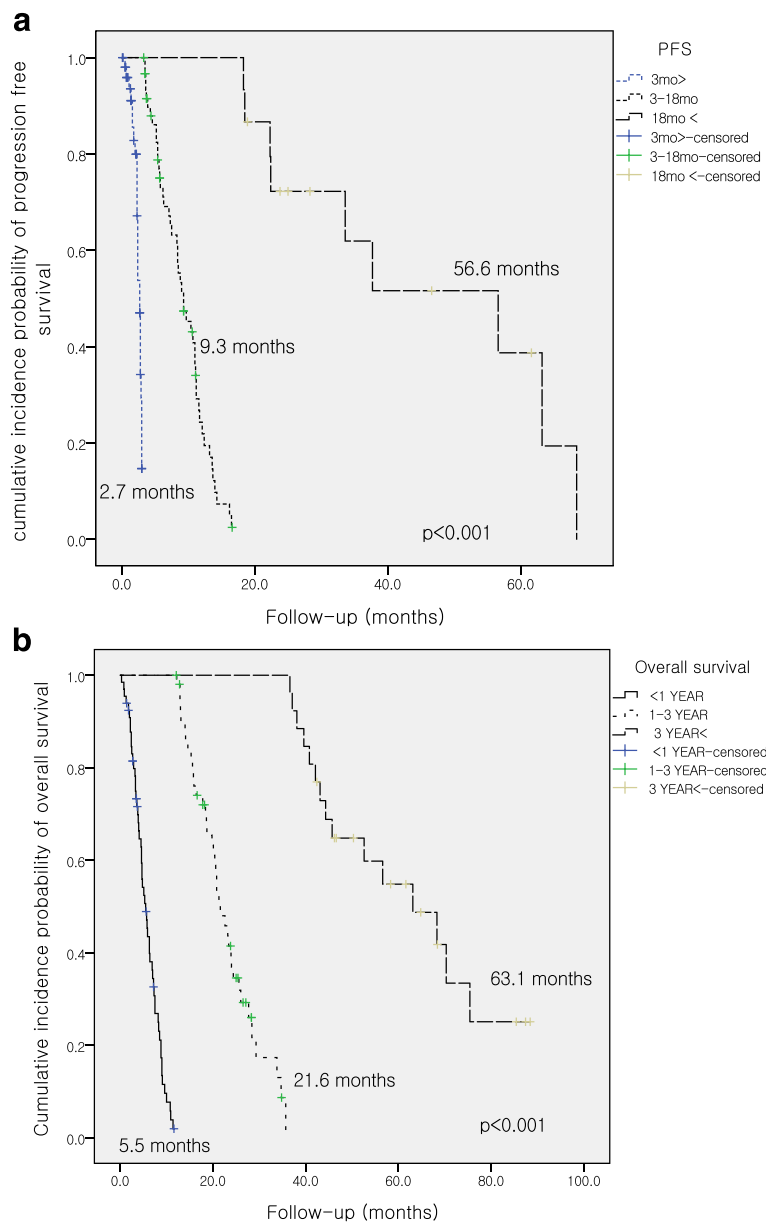 a
PFS
3mo>
3-18mo
18mo <
3mo>-censored
3-18mo-censored
18mo <-censored
cumulative incidence probability of progression free
survival
1.0
0.8
0.6
0.4
0.2
0.0
56.6 months
9.3 months
2.7 months
p<0.001
0.0 20.0 40.0 60.0
Follow-up (months)
b
Overall survival
<1 YEAR
1-3 YEAR
3 YEAR<
<1 YEAR-censored
1-3 YEAR-censored
3 YEAR<-censored
Cumulative incidence probability of overall survival
1.0
0.8
0.6
0.4
0.2
0.0
63.1 months
21.6 months
5.5 months
p<0.001
0.0 20.0 40.0 60.0 80.0 100.0
Follow-up (months)